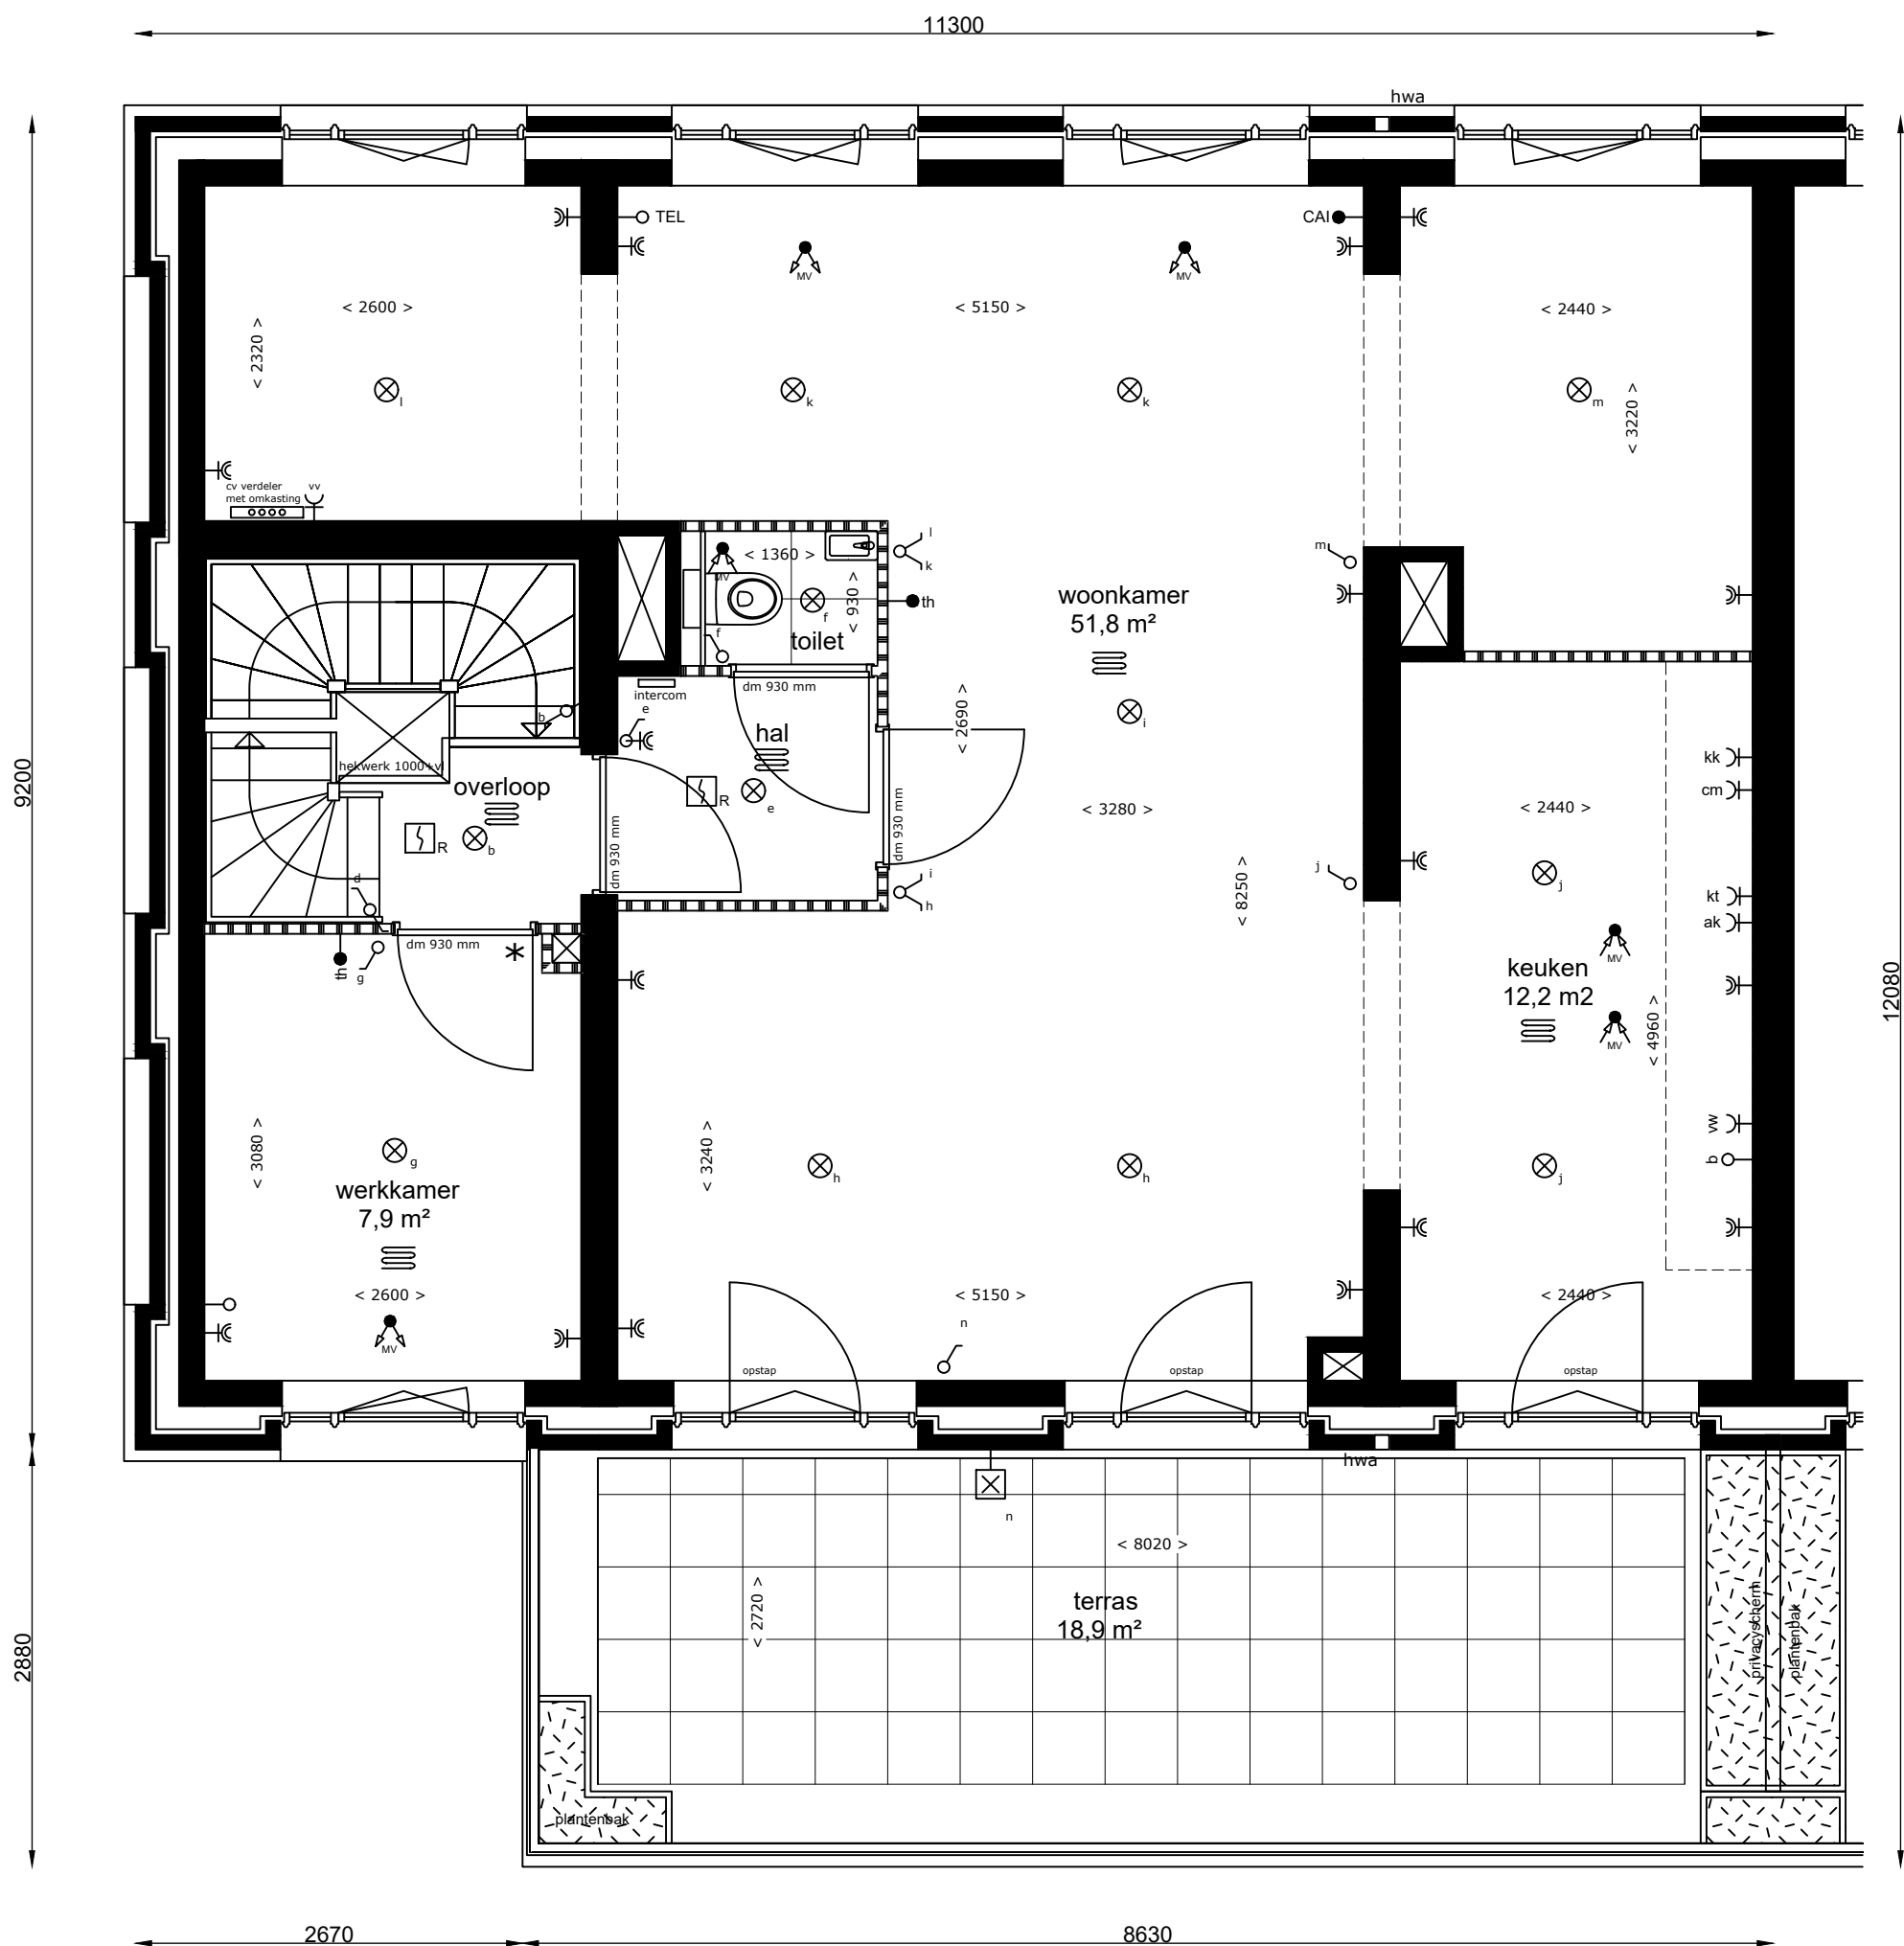 11300
hwa
TEL
CAI
MV
MV
< 2600 >
< 5150 >
< 2440 >
< 2320 >
l
k
k
m
< 3220 >
cv verdeler
met omkasting
vv
MV
< 1360 >
< 930 >
f
f
toilet
l
k
th
m
woonkamer
51,8 m²
i
intercom
e
dm 930 mm
hal
< 2690 >
b
hekwerk 1000+vl
overloop
R
b
R
e
dm 930 mm
dm 930 mm
< 3280 >
< 2440 >
kk
cm
9200
d
j
j
i
h
< 8250 >
kt
ak
dm 930 mm
*
th
g
MV
keuken
12,2 m2
MV
< 4960 >
12080
g
< 3080 >
werkkamer
7,9 m²
< 3240 >
h
h
j
vw
b
< 2600 >
< 5150 >
< 2440 >
MV
n
opstap
opstap
opstap
hwa
n
< 8020 >
< 2720 >
terras
18,9 m²
privacyscherm
plantenbak
2880
plantenbak
2670
8630